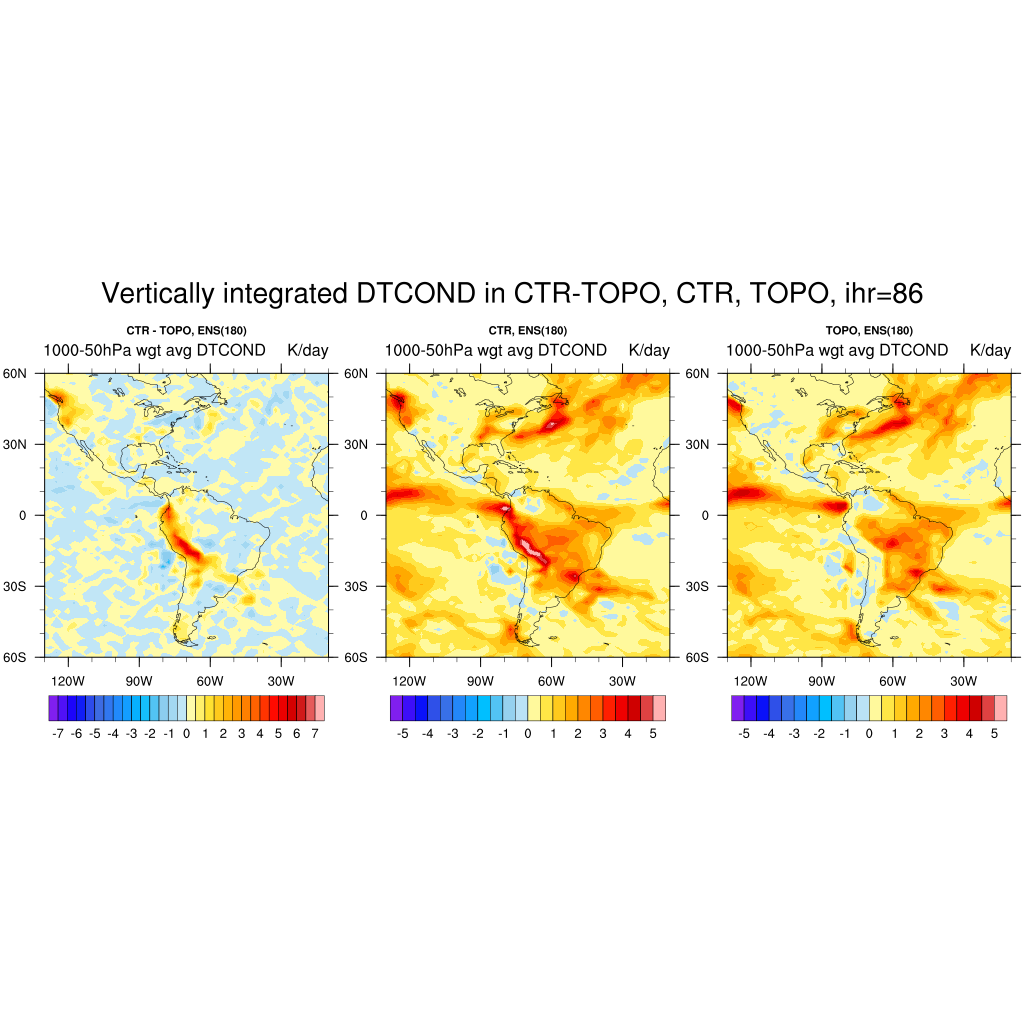 Vertically integrated DTCOND in CTR-TOPO, CTR, TOPO, ihr=86
CTR - TOPO, ENS(180)
1000-50hPa wgt avg DTCOND K/day
60N
30N
0
30S
60S
120W 90W 60W 30W
-7 -6 -5 -4 -3 -2 -1 0 1 2 3 4 5 6 7
CTR, ENS(180)
1000-50hPa wgt avg DTCOND K/day
60N
30N
0
30S
60S
120W 90W 60W 30W
-5 -4 -3 -2 -1 0 1 2 3 4 5
TOPO, ENS(180)
1000-50hPa wgt avg DTCOND K/day
60N
30N
0
30S
60S
120W 90W 60W 30W
-5 -4 -3 -2 -1 0 1 2 3 4 5